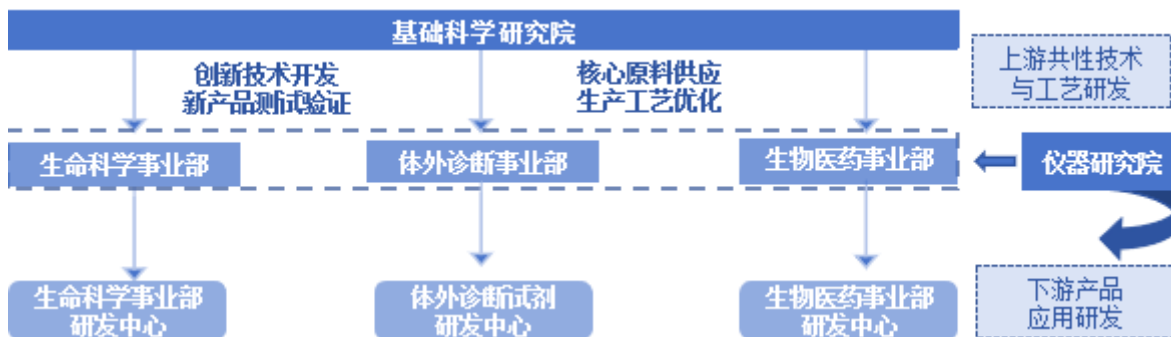 基础科学研究院
创新技术开发
新产品测试验证
核心原料供应
生产工艺优化
上游共性技术
与工艺研发
生命科学事业部
体外诊断事业部
生物医药事业部
仪器研究院
生命科学事业部
研发中心
体外诊断试剂
研发中心
生物医药事业部
研发中心
下游产品
应用研发